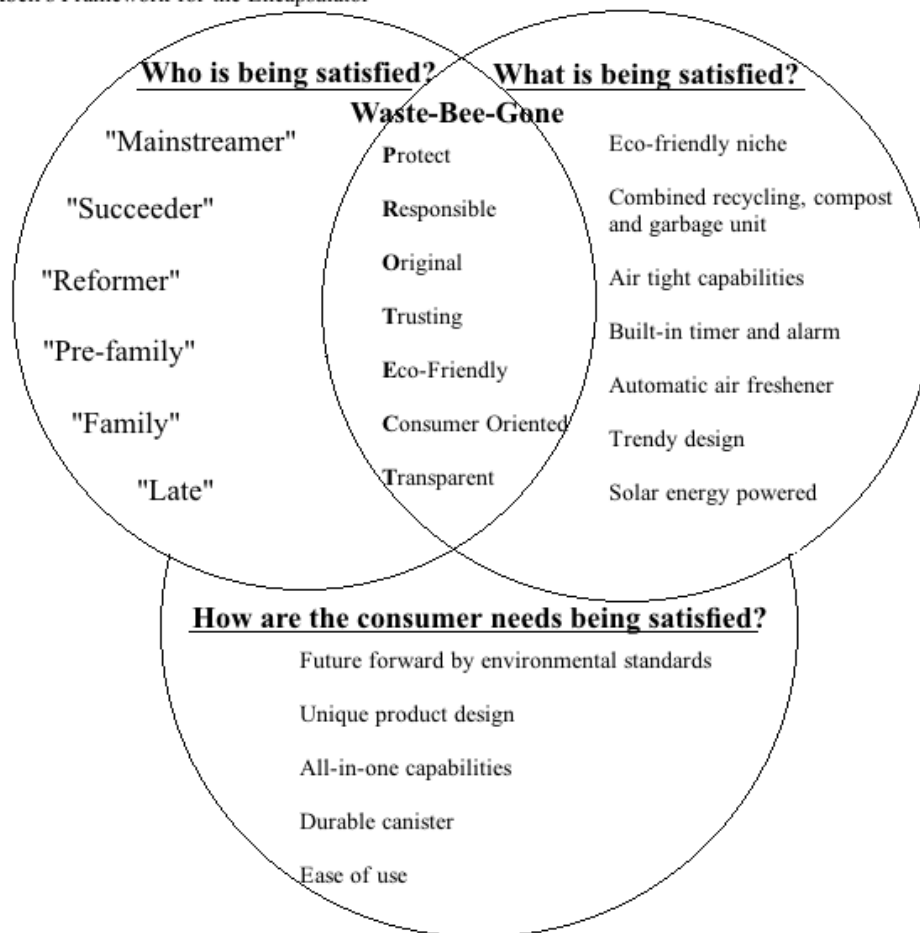 Framework for the
Who is being satisfied?
"Mainstreamer"
"Succeeder"
"Reformer"
"Pre-family"
"Family"
"Late"
Waste-Bee-Gone
Protect
Responsible
Original
Trusting
Eco-Friendly
Consumer Oriented
Transparent
What is being satisfied?
Eco-friendly niche
Combined recycling, compost
and garbage unit
Air tight capabilities
Built-in timer and alarm
Automatic air freshener
Trendy design
Solar energy powered
How are the consumer needs being satisfied?
Future forward by environmental standards
Unique product design
All-in-one capabilities
Durable canister
Ease of use